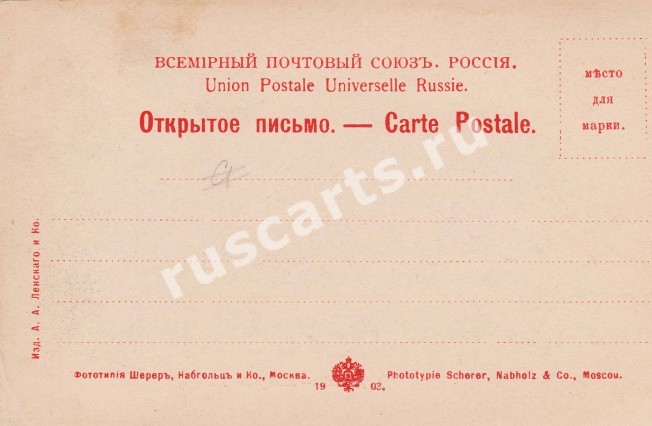 ВСЕМІРНЫЙ ПОЧТОВЫЙ СОЮЗЪ. РОССІЯ.
Union Postale Universelle Russie.
Открытое письмо. — Carte Postale.
мѣсто
для
марки.
ruscarts.ru
Изд. А. А. Ленскаго и Ко.
Фототипія Шереръ, Набгольцъ и Ко., Москва.
19 03.
Phototypie Scherer, Nabholz & Co., Moscou.